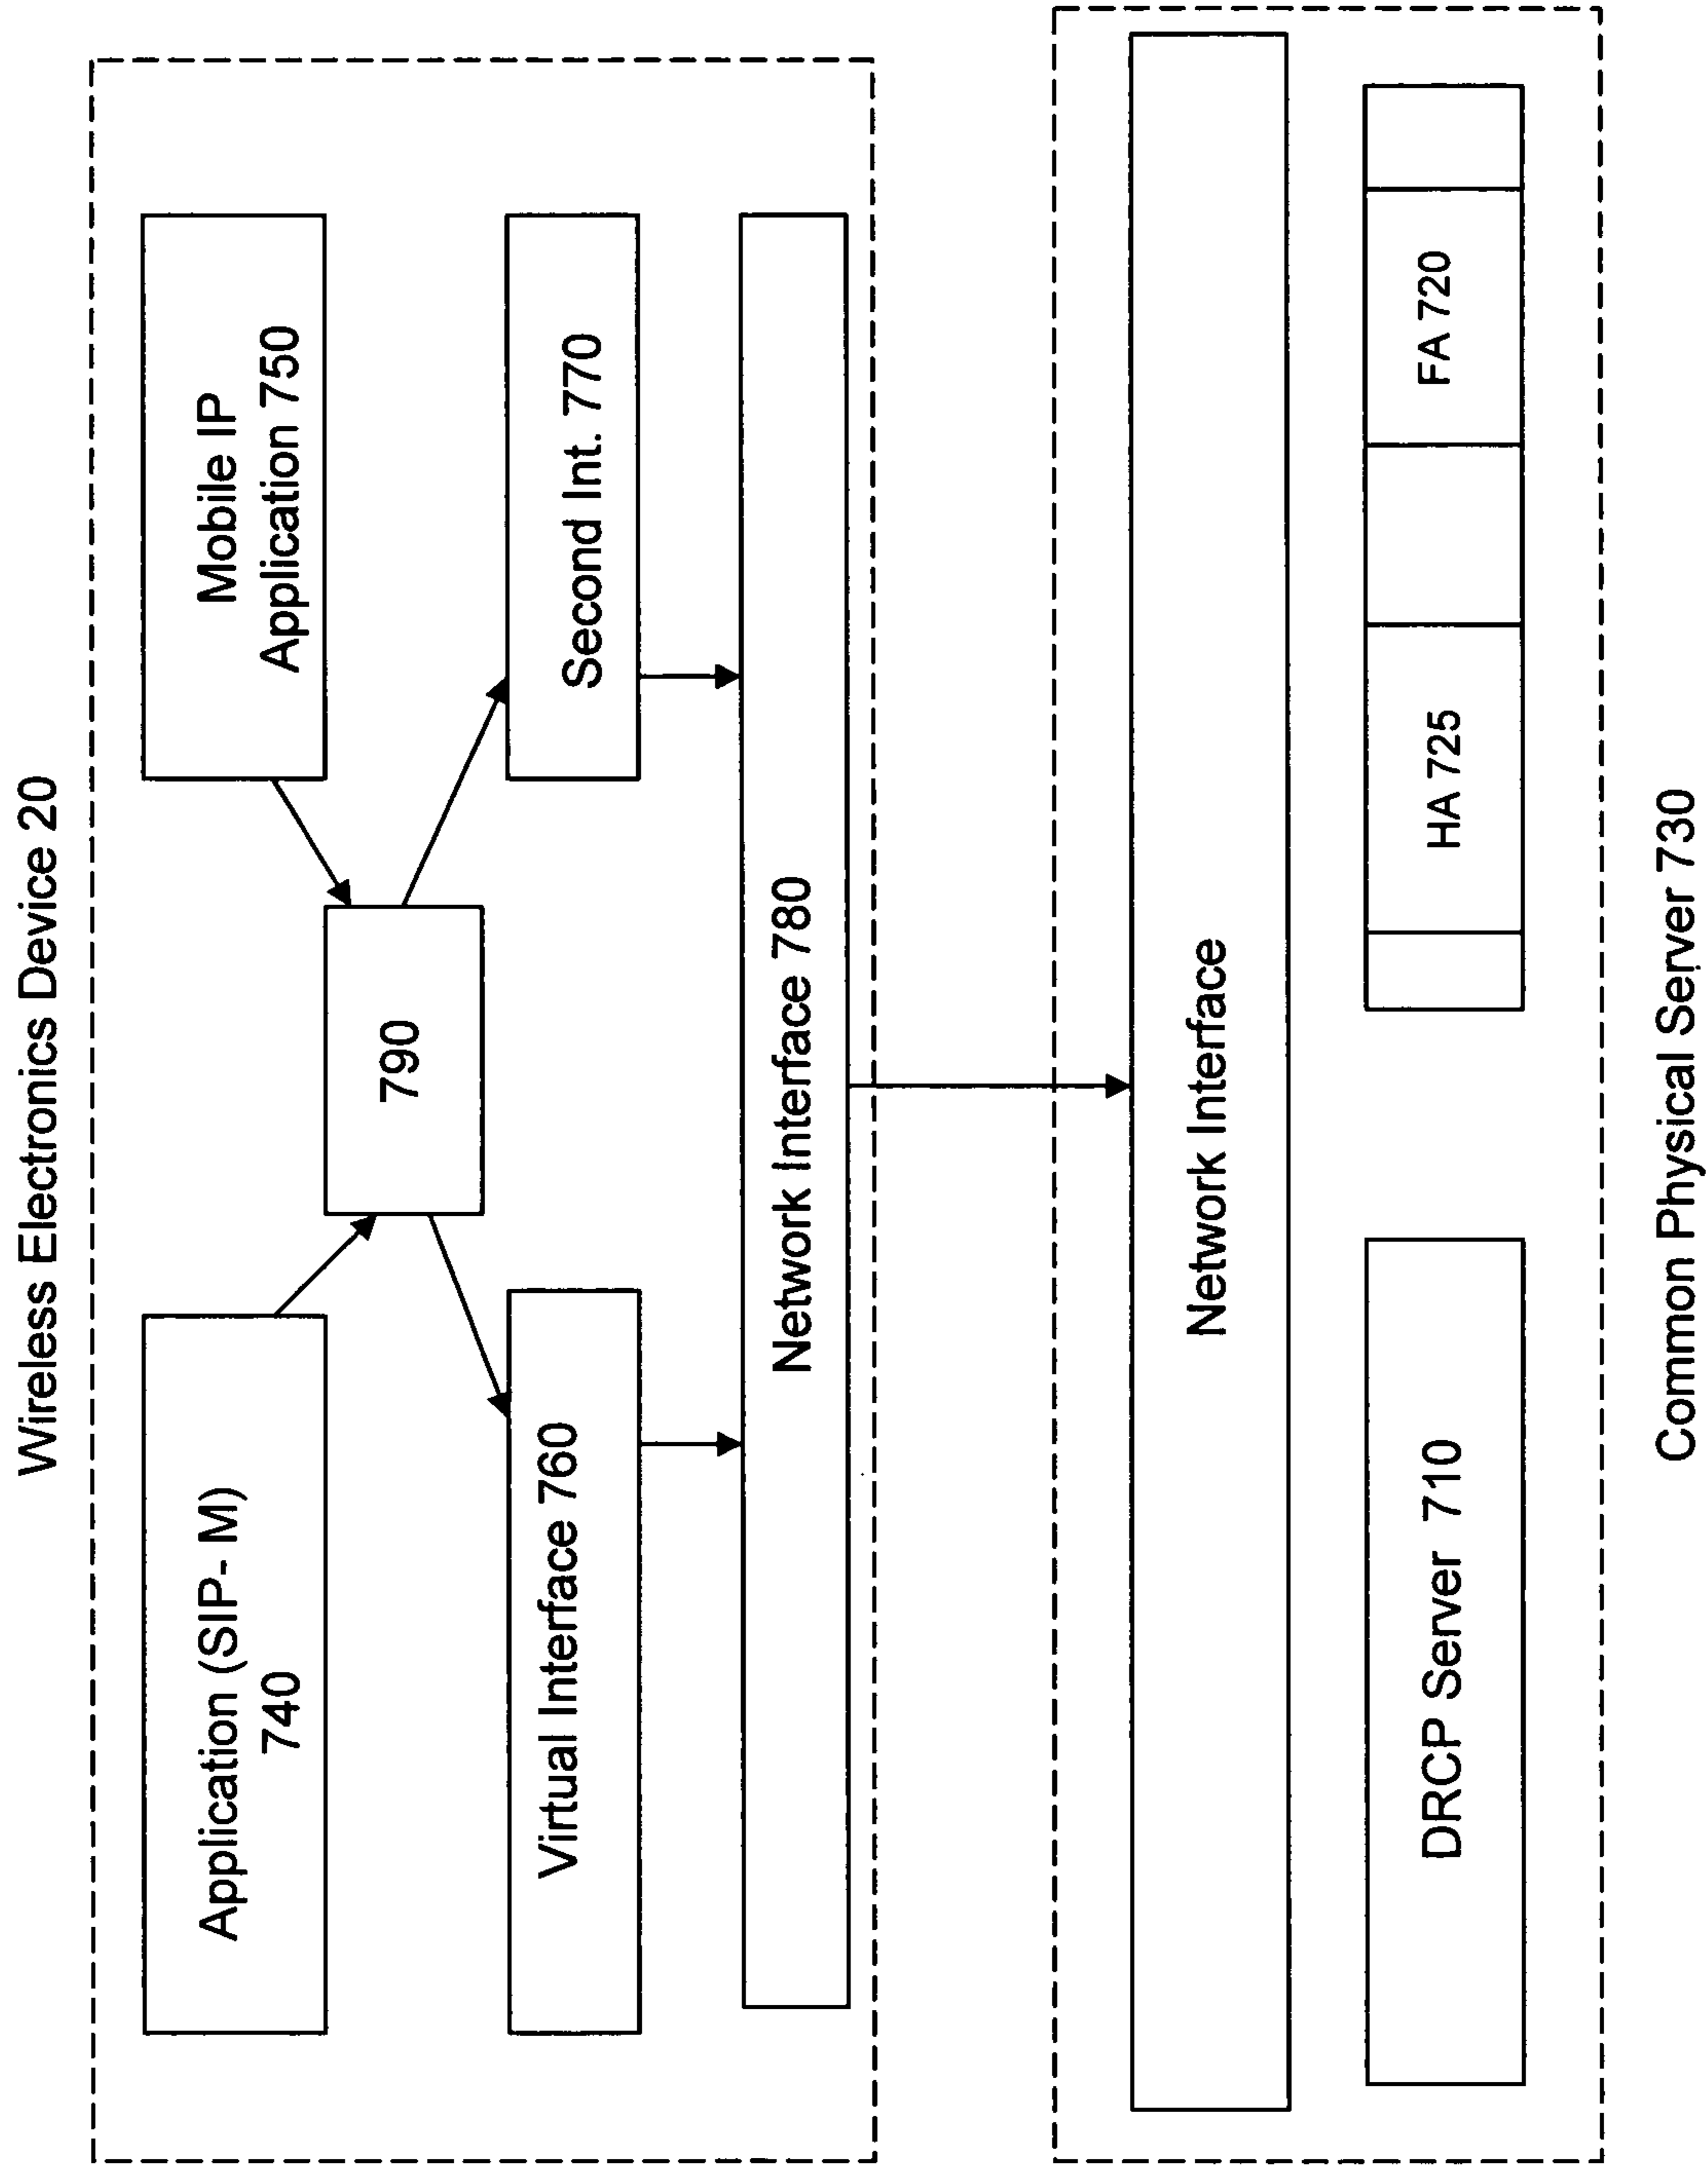 Wireless Electronics Device 20
Application (SIP- M)
740
Mobile IP
Application 750
790
Virtual Interface 760
Second Int. 770
Network Interface 780
Network Interface
DRCP Server 710
HA 725
FA 720
Common Physical Server 730